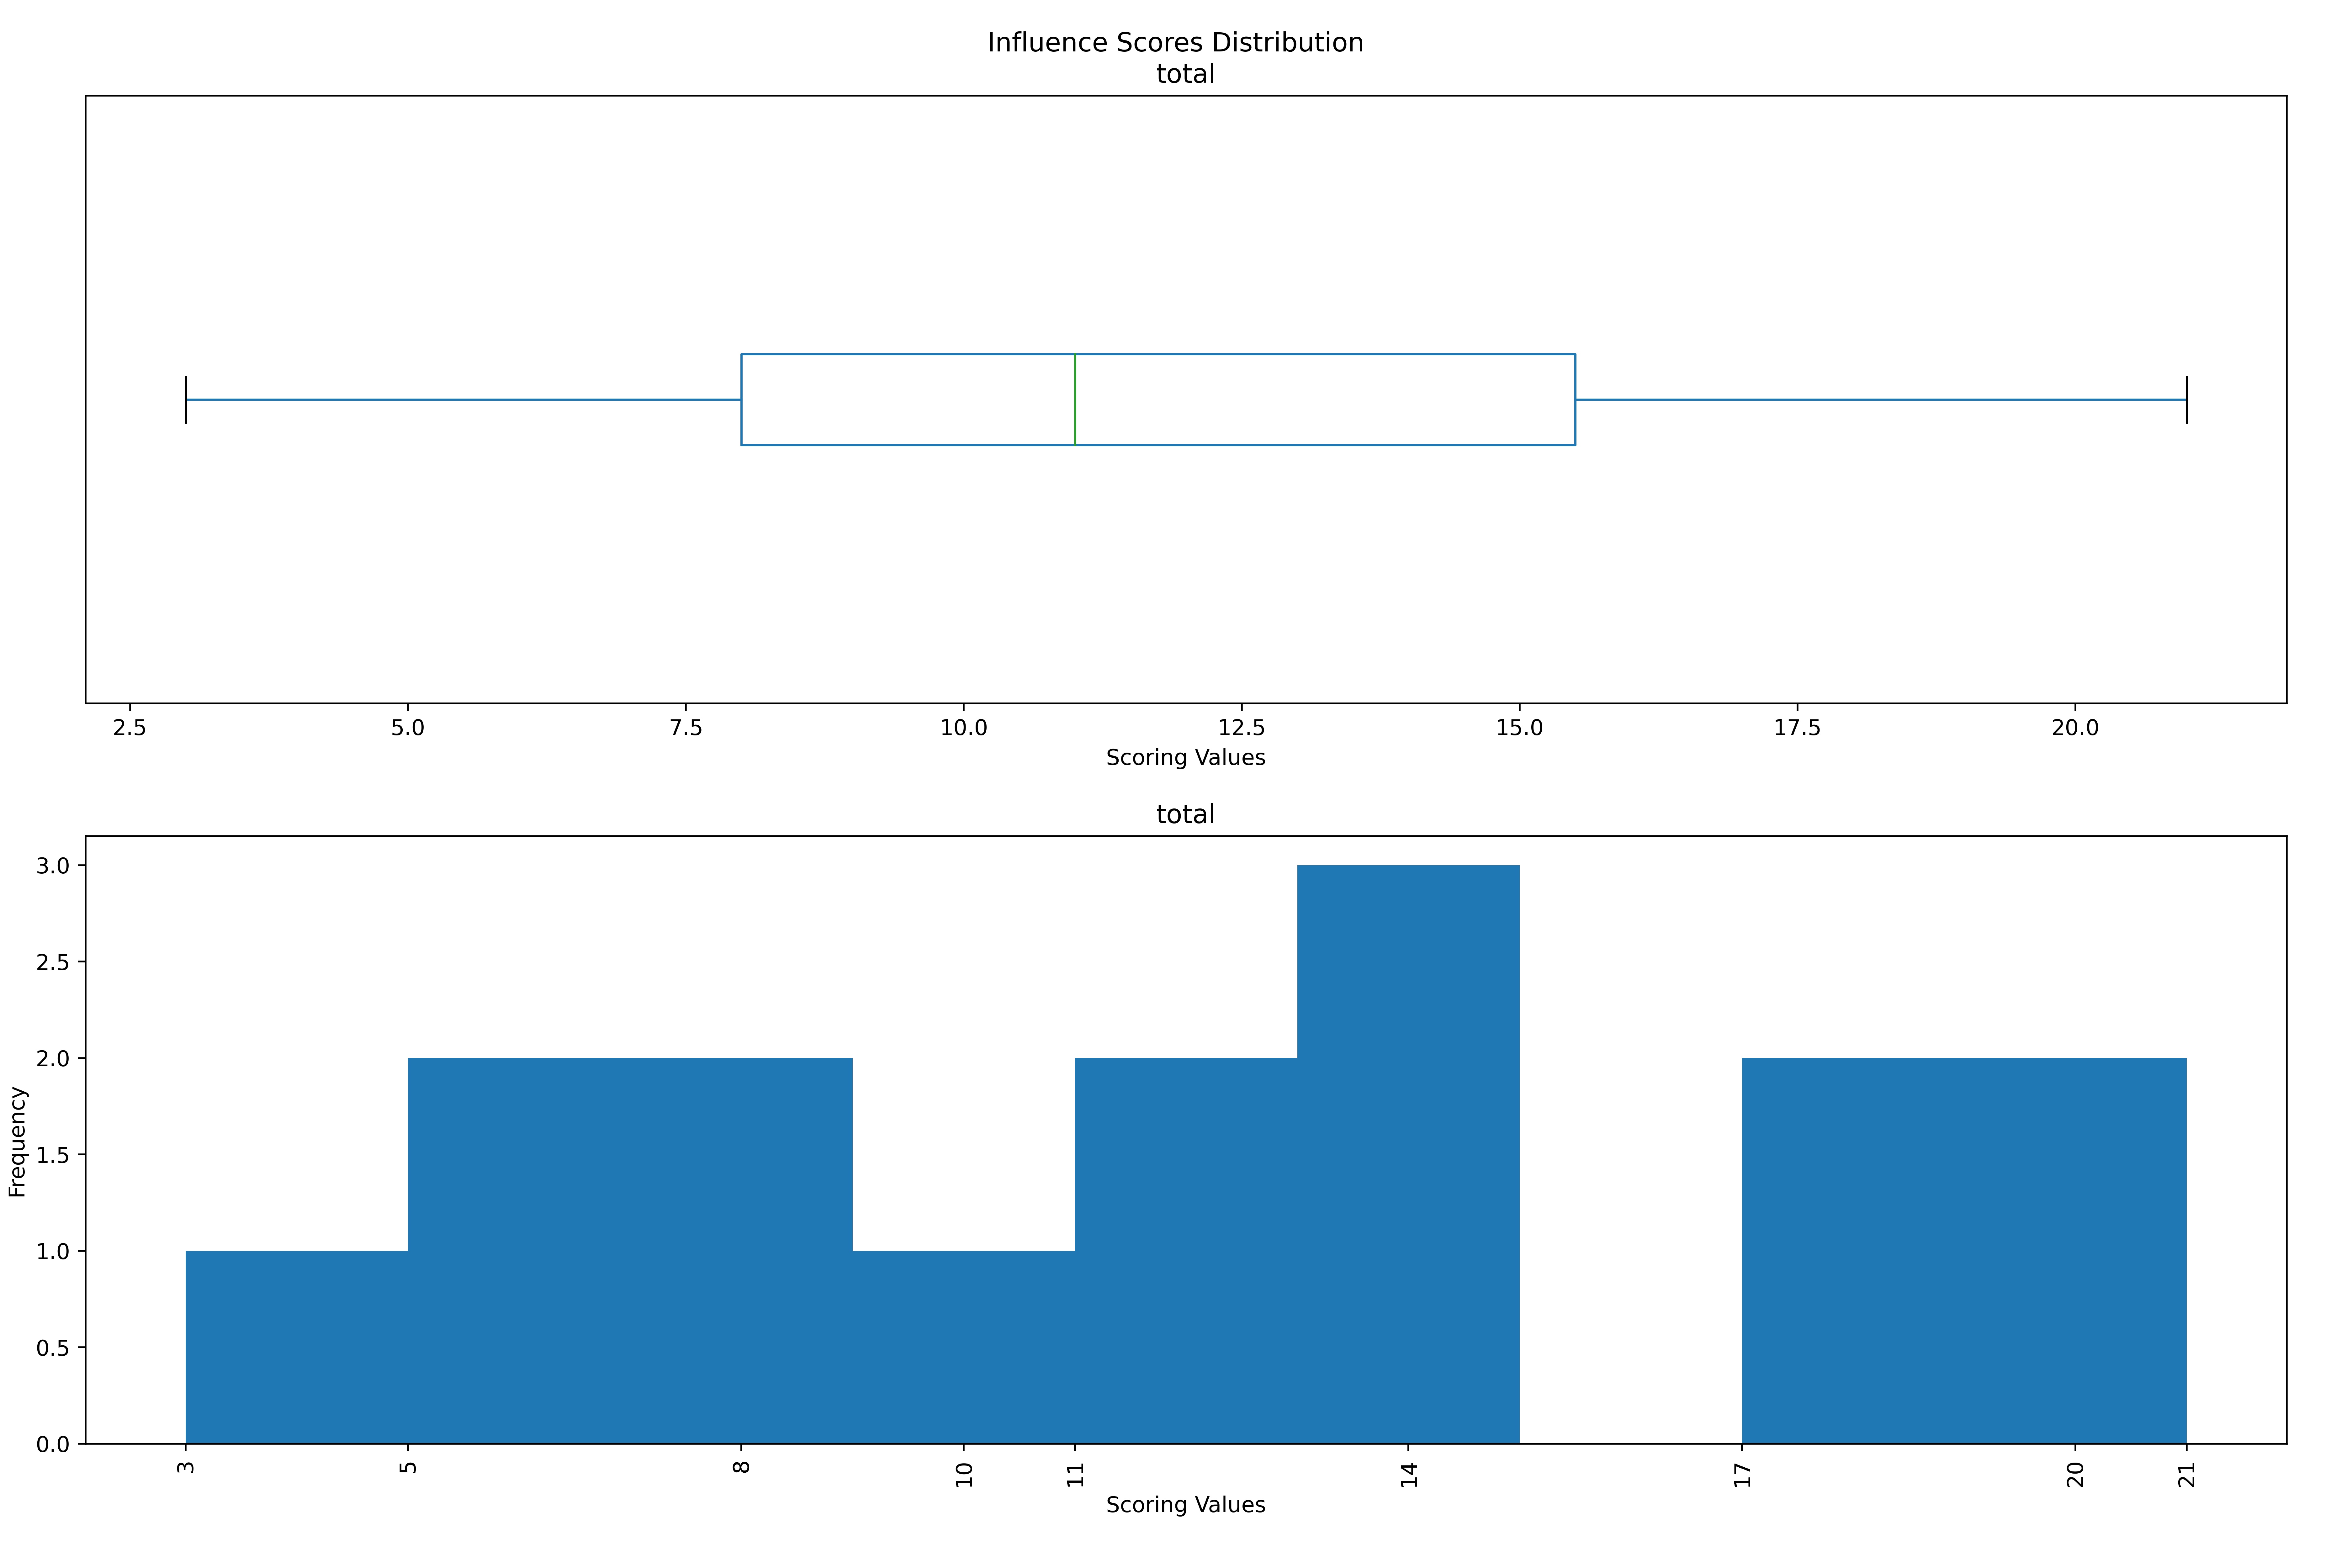 Influence Scores Distribution
total
2.5 5.0 7.5 10.0 12.5 15.0 17.5 20.0
Scoring Values
total
3.0
2.5
2.0
1.5
1.0
0.5
0.0
Frequency
3 5 8 10 11 14 17 20 21
Scoring Values